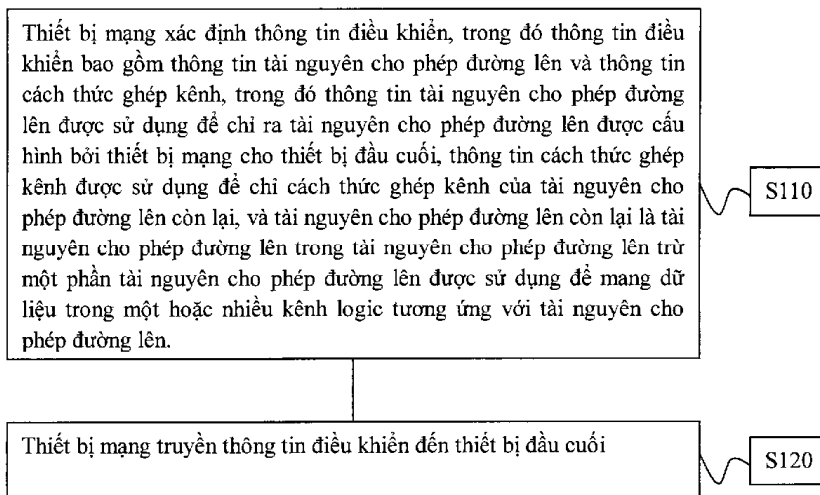 Thiết bị mạng xác định thông tin điều khiển, trong đó thông tin điều
khiển bao gồm thông tin tài nguyên cho phép đường lên và thông tin
cách thức ghép kênh, trong đó thông tin tài nguyên cho phép đường
lên được sử dụng để chỉ ra tài nguyên cho phép đường lên được cấu
hình bởi thiết bị mạng cho thiết bị đầu cuối, thông tin cách thức ghép
kênh được sử dụng để chỉ cách thức ghép kênh của tài nguyên cho
phép đường lên còn lại, và tài nguyên cho phép đường lên còn lại là tài
nguyên cho phép đường lên trong tài nguyên cho phép đường lên trừ
một phần tài nguyên cho phép đường lên được sử dụng để mang dữ
liệu trong một hoặc nhiều kênh logic tương ứng với tài nguyên cho
phép đường lên.
S110
Thiết bị mạng truyền thông tin điều khiển đến thiết bị đầu cuối
S120